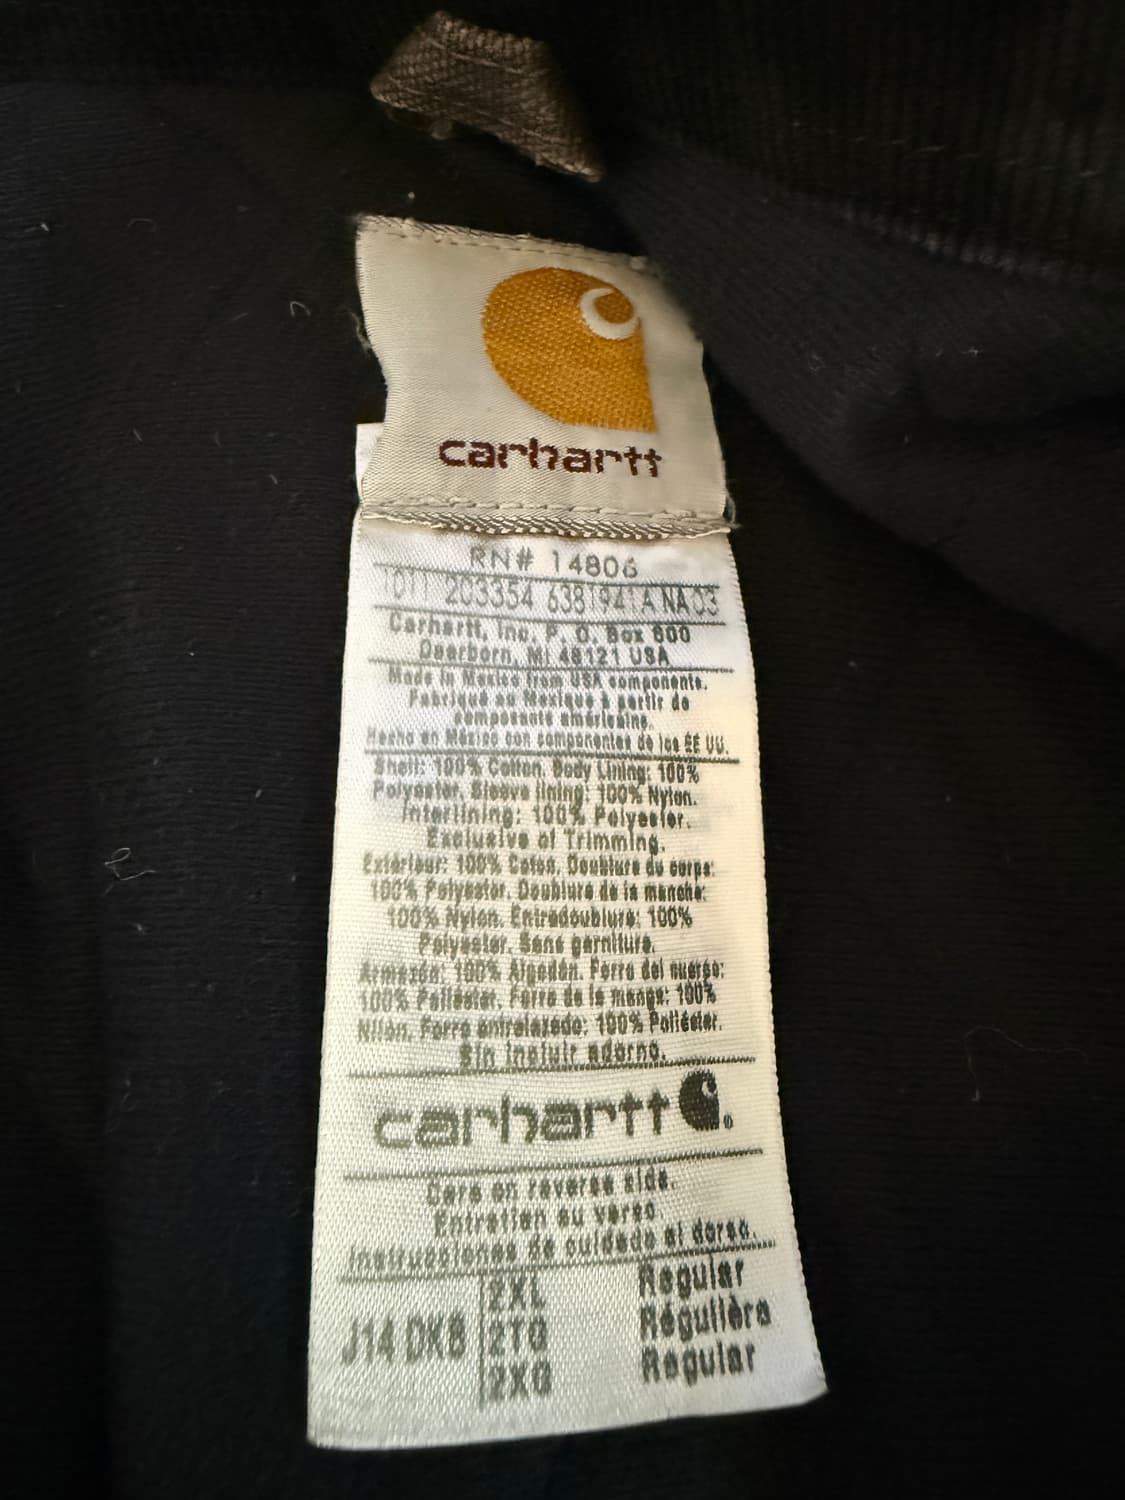 carhartt
RN# 14806
1011 203354 6381941A NA03
Carhartt, Inc. P. O. Box 600
Dearborn, MI 48121 USA
Made in Mexico from USA components.
Fabriqué au Mexique à partir de
composants américains.
Hecho en México con componentes de los EE UU.
Shell: 100% Cotton. Body Lining: 100%
Polyester. Sleeve lining: 100% Nylon.
Interlining: 100% Polyester.
Exclusive of Trimming.
Extérieur: 100% Coton. Doublure du corps:
100% Polyester. Doublure de la manche:
100% Nylon. Entredoublure: 100%
Polyester. Sans garniture.
Armazón: 100% Algodón. Forro del cuerpo:
100% Poliéster. Forro de la manga: 100%
Nilón. Forro entrelazado: 100% Poliéster.
Sin incluir adorno.
carhartt ®
Care on reverse side.
Entretien au verso.
Instrucciones de cuidado al dorso.
J14 DKB
2XL Regular
2TG Régulière
2XG Regular